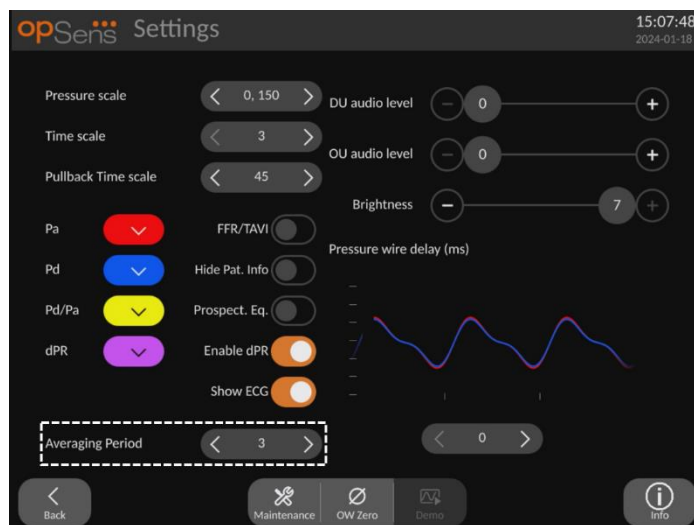 opSens Settings
15:07:48
2024-01-18
Pressure scale
0, 150
DU audio level
0
Time scale
3
OU audio level
0
Pullback Time scale
45
Brightness
7
Pa
FFR/TAVI
Pressure wire delay (ms)
Pd
Hide Pat. Info
Pd/Pa
Prospect. Eq.
dPR
Enable dPR
Show ECG
Averaging Period
3
0
Back
Maintenance
OW Zero
Demo
Info